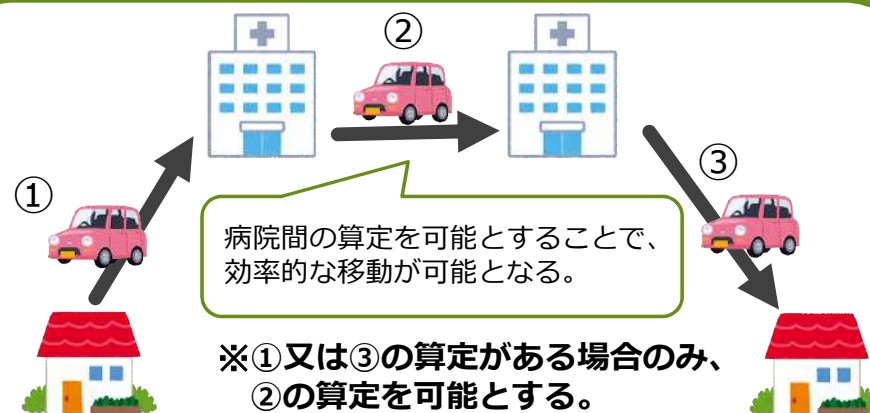 ②
①
③
病院間の算定を可能とすることで、
効率的な移動が可能となる。
※①又は③の算定がある場合のみ、
②の算定を可能とする。